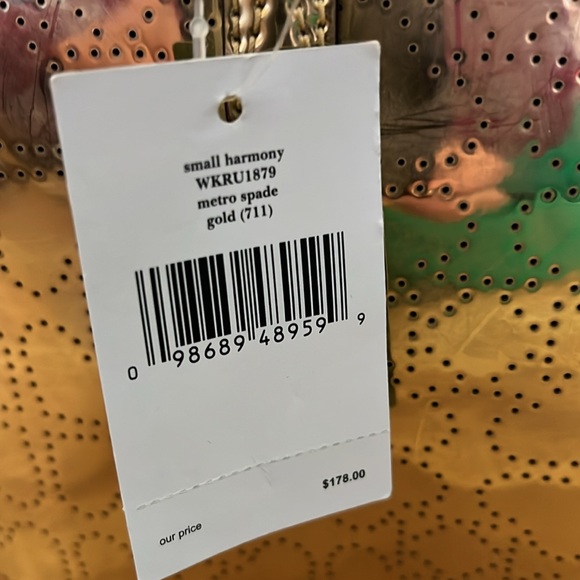 small harmony
WKRU1879
metro spade
gold (711)
0 98689 48959 9
$178.00
our price